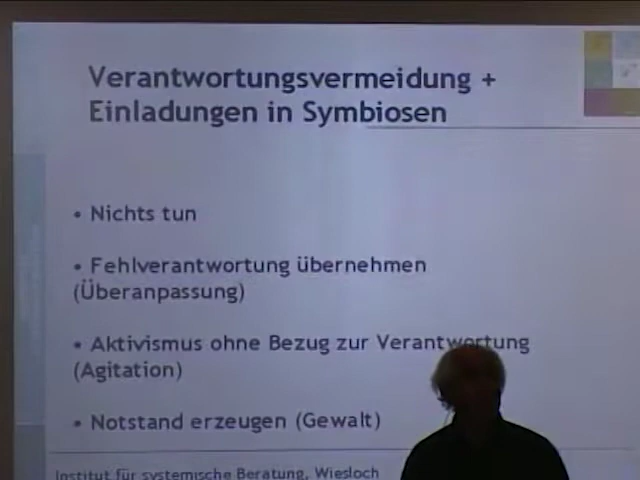 Verantwortungsvermeidung +
Einladungen in Symbiosen
• Nichts tun
• Fehlverantwortung übernehmen
(Überanpassung)
• Aktivismus ohne Bezug zur Verantwortung
(Agitation)
• Notstand erzeugen (Gewalt)
Institut für systemische Beratung, Wiesloch